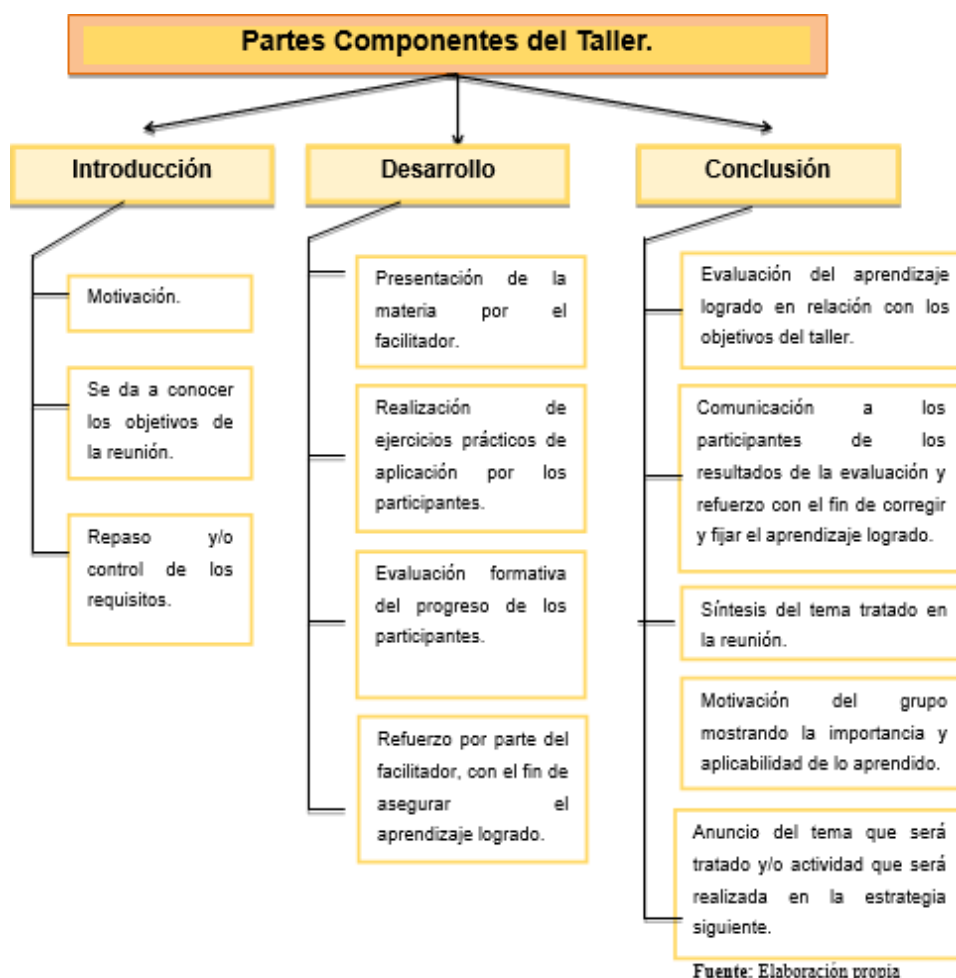 Partes Componentes del Taller.
Introducción
Motivación.
Se da a conocer
los objetivos de
la reunión.
Repaso y/o
control de los
requisitos.
Desarrollo
Presentación de la
materia por el
facilitador.
Realización de
ejercicios prácticos de
aplicación por los
participantes.
Evaluación formativa
del progreso de los
participantes.
Refuerzo por parte del
facilitador, con el fin de
asegurar el
aprendizaje logrado.
Conclusión
Evaluación del aprendizaje
logrado en relación con los
objetivos del taller.
Comunicación a los
participantes de los
resultados de la evaluación y
refuerzo con el fin de corregir
y fijar el aprendizaje logrado.
Síntesis del tema tratado en
la reunión.
Motivación del grupo
mostrando la importancia y
aplicabilidad de lo aprendido.
Anuncio del tema que será
tratado y/o actividad que será
realizada en la estrategia
siguiente.
Fuente: Elaboración propia